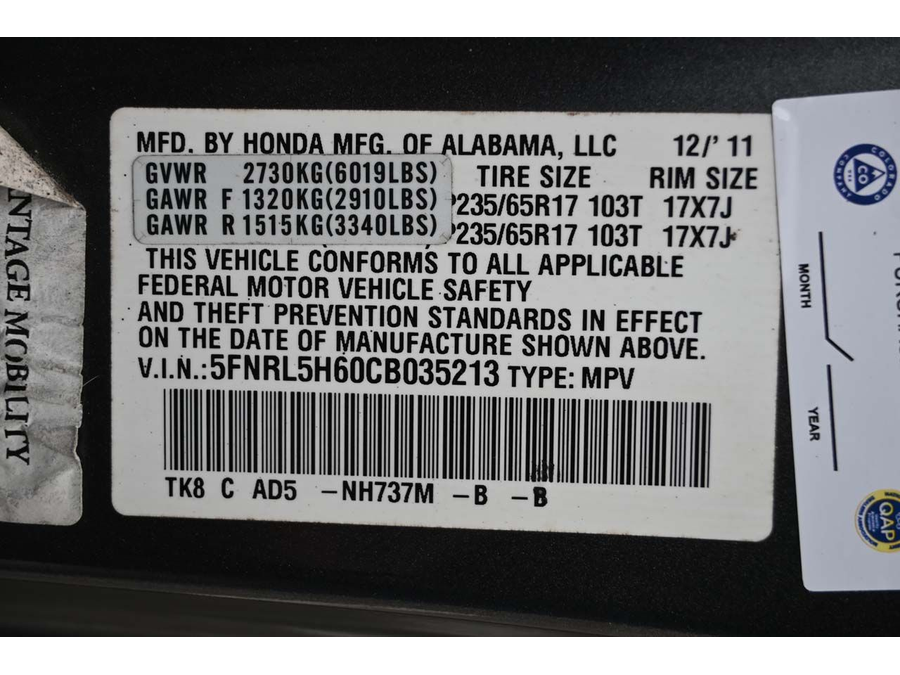 MFD. BY HONDA MFG. OF ALABAMA, LLC 12/' 11
GVWR 2730KG(6019LBS) TIRE SIZE RIM SIZE
GAWR F 1320KG(2910LBS) P235/65R17 103T 17X7J
GAWR R 1515KG(3340LBS) P235/65R17 103T 17X7J
THIS VEHICLE CONFORMS TO ALL APPLICABLE
FEDERAL MOTOR VEHICLE SAFETY
AND THEFT PREVENTION STANDARDS IN EFFECT
ON THE DATE OF MANUFACTURE SHOWN ABOVE.
V.I.N.: 5FNRL5H60CB035213 TYPE: MPV
TK8 C AD5 -NH737M -B -B
NTAGE MOBILITY
CO
MONTH
YEAR
QAP